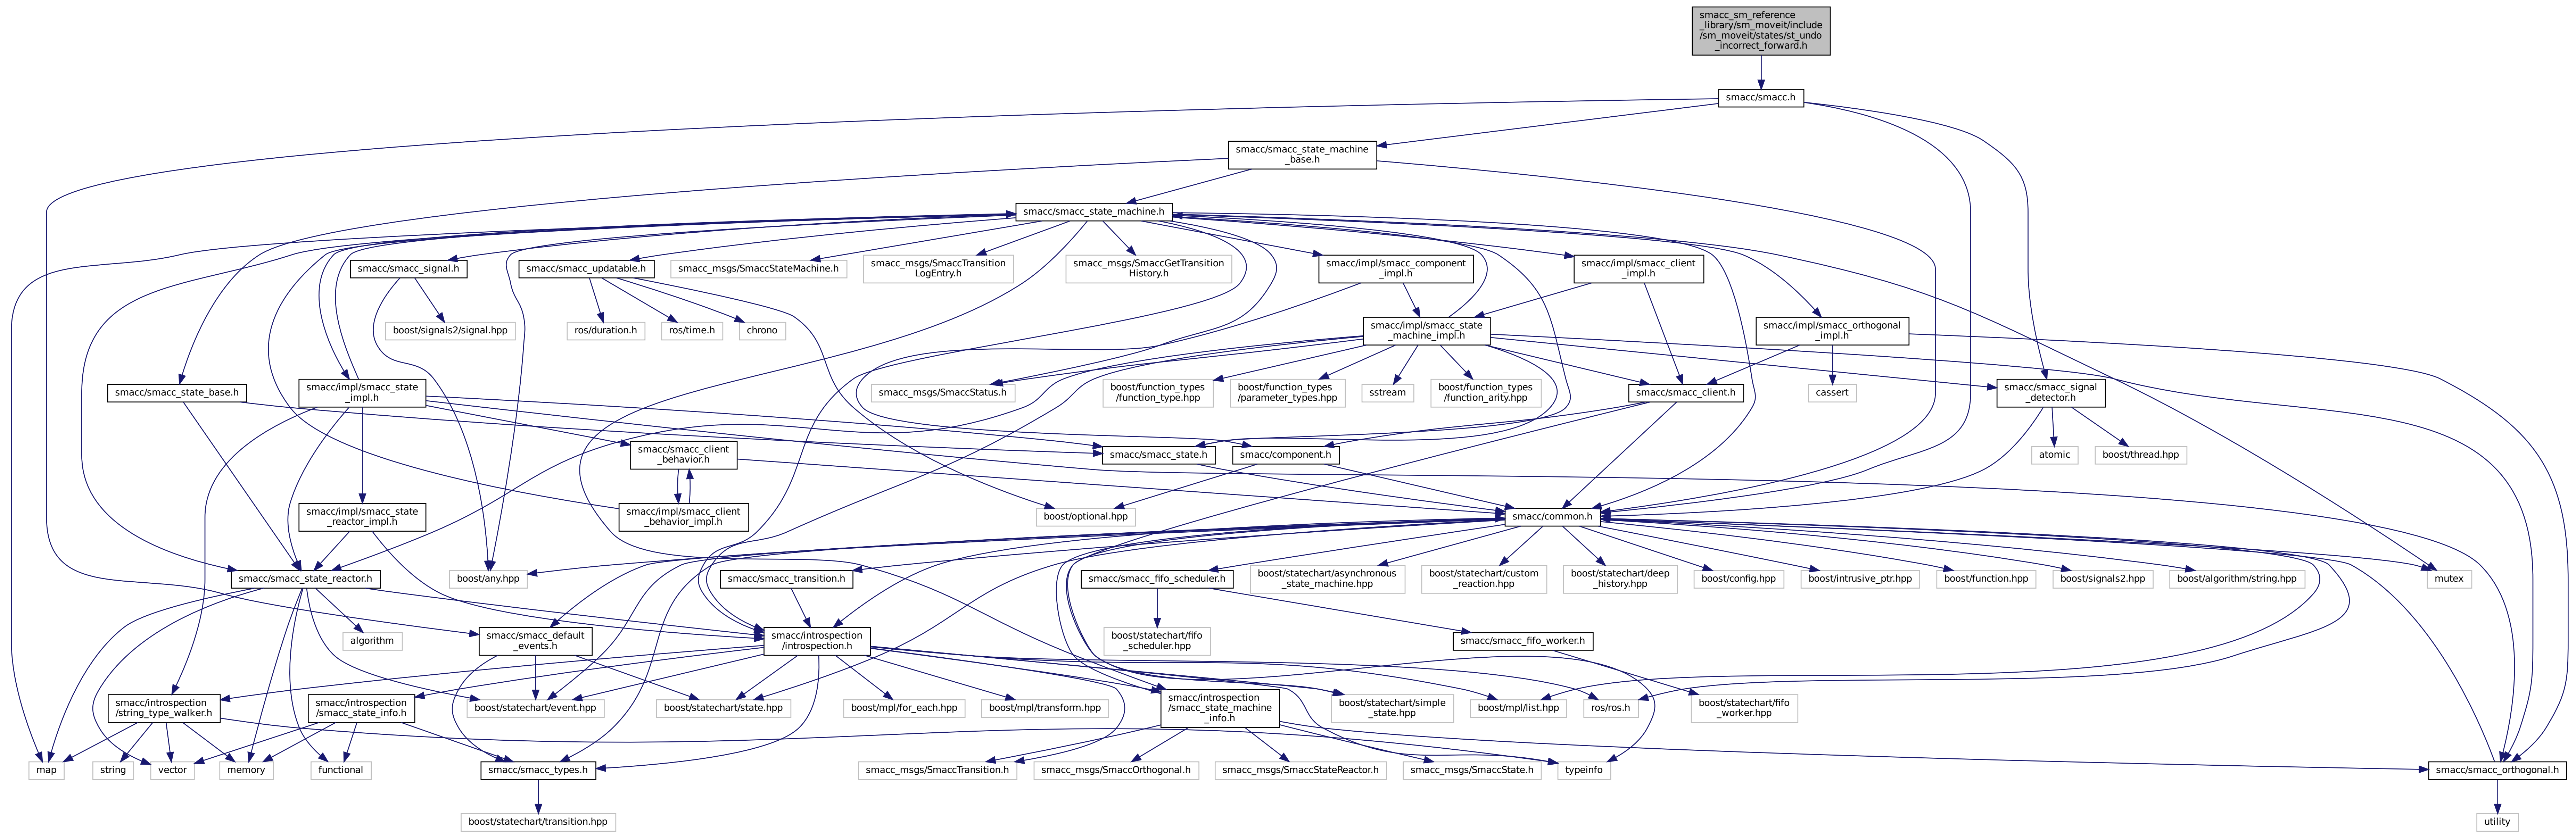 smacc_sm_reference
_library/sm_moveit/include
/sm_moveit/states/st_undo
_incorrect_forward.h
smacc/smacc.h
smacc/smacc_state_machine
_base.h
smacc/smacc_state_machine.h
smacc/smacc_signal.h
smacc/smacc_updatable.h
smacc_msgs/SmaccStateMachine.h
smacc_msgs/SmaccTransition
LogEntry.h
smacc_msgs/SmaccGetTransition
History.h
smacc/impl/smacc_component
_impl.h
smacc/impl/smacc_client
_impl.h
boost/signals2/signal.hpp
ros/duration.h
ros/time.h
chrono
smacc/impl/smacc_state
_machine_impl.h
smacc/impl/smacc_orthogonal
_impl.h
smacc/smacc_state_base.h
smacc/impl/smacc_state
_impl.h
smacc_msgs/SmaccStatus.h
boost/function_types
/function_type.hpp
boost/function_types
/parameter_types.hpp
sstream
boost/function_types
/function_arity.hpp
smacc/smacc_client.h
cassert
smacc/smacc_signal
_detector.h
smacc/smacc_client
_behavior.h
smacc/smacc_state.h
smacc/component.h
atomic
boost/thread.hpp
smacc/impl/smacc_state
_reactor_impl.h
smacc/impl/smacc_client
_behavior_impl.h
boost/optional.hpp
smacc/common.h
smacc/smacc_state_reactor.h
boost/any.hpp
smacc/smacc_transition.h
smacc/smacc_fifo_scheduler.h
boost/statechart/asynchronous
_state_machine.hpp
boost/statechart/custom
_reaction.hpp
boost/statechart/deep
_history.hpp
boost/config.hpp
boost/intrusive_ptr.hpp
boost/function.hpp
boost/signals2.hpp
boost/algorithm/string.hpp
mutex
algorithm
smacc/smacc_default
_events.h
smacc/introspection
/introspection.h
boost/statechart/fifo
_scheduler.hpp
smacc/smacc_fifo_worker.h
smacc/introspection
/string_type_walker.h
smacc/introspection
/smacc_state_info.h
boost/statechart/event.hpp
boost/statechart/state.hpp
boost/mpl/for_each.hpp
boost/mpl/transform.hpp
smacc/introspection
/smacc_state_machine
_info.h
boost/statechart/simple
_state.hpp
boost/mpl/list.hpp
ros/ros.h
boost/statechart/fifo
_worker.hpp
map
string
vector
memory
functional
smacc/smacc_types.h
smacc_msgs/SmaccTransition.h
smacc_msgs/SmaccOrthogonal.h
smacc_msgs/SmaccStateReactor.h
smacc_msgs/SmaccState.h
typeinfo
smacc/smacc_orthogonal.h
boost/statechart/transition.hpp
utility